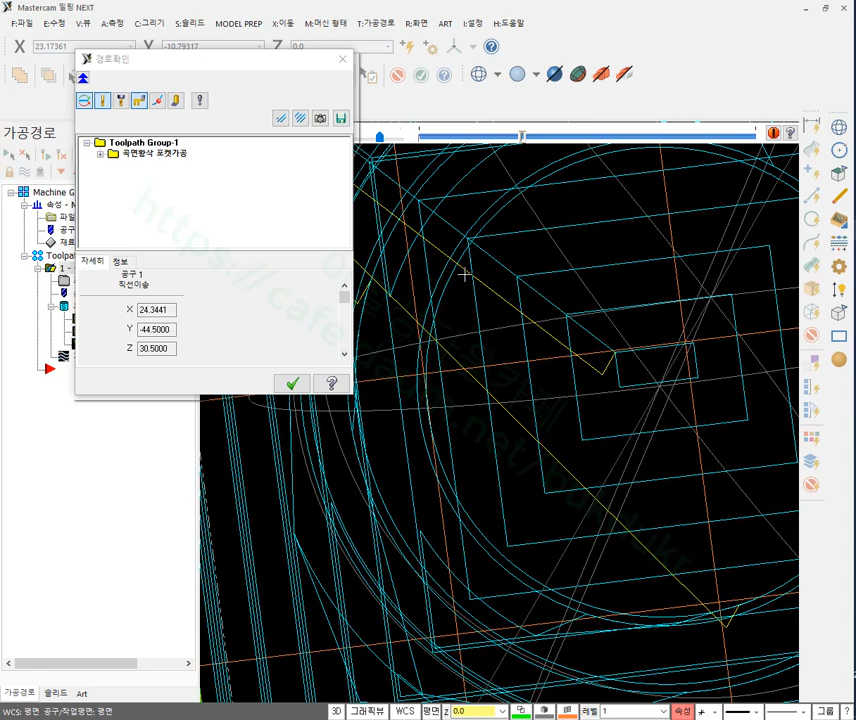 Mastercam 밀링 NEXT
F:파일 E:수정 V:뷰 A:측정 C:그리기 S:솔리드 MODEL PREP X:이동 M:머신 형태 T:가공경로 R:화면 ART I:설정 H:도움말
X 23.17361 Y -10.79317 Z 0.0
경로확인
가공경로
Toolpath Group-1
곡면황삭 포켓가공
Machine G
속성 - N
파일
공구
재료
Toolp
1 -
자세히 정보
공구 1
직선이송
X 24.3441
Y -44.5000
Z 30.5000
가공경로 솔리드 Art
WCS: 평면 공구/작업평면: 평면
3D 그래픽뷰 WCS 평면 Z 0.0 레벨 1 속성 그룹 ?